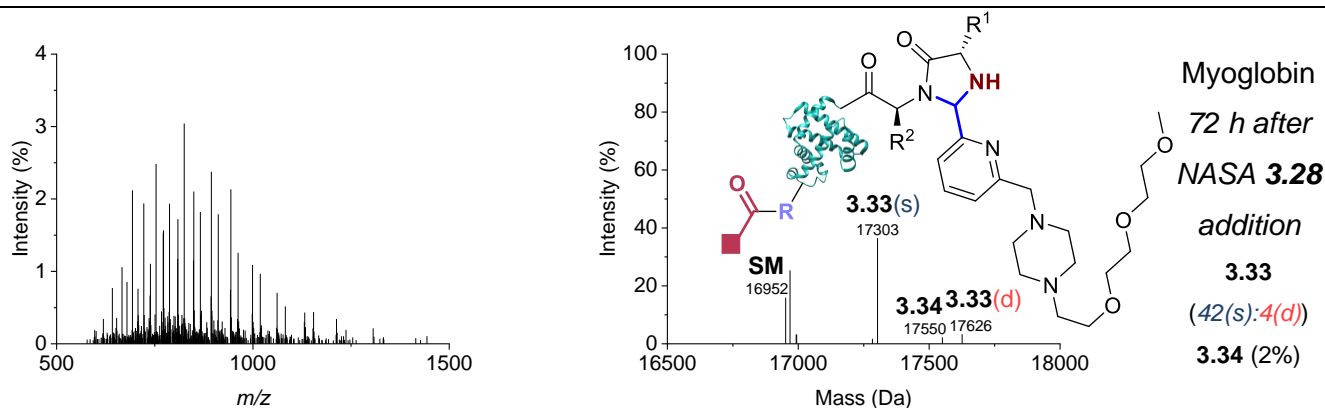 4
3
2
1
0
Intensity (%)
500
1000
1500
m/z
100
80
60
40
20
0
Intensity (%)
16500
17000
17500
18000
Mass (Da)
SM
16952
3.33(s)
17303
3.34
17550
3.33(d)
17626
O
R
O
R²
O
N
R¹
NH
N
N
N
O
O
O
Myoglobin
72 h after
NASA 3.28
addition
3.33
(42(s):4(d))
3.34 (2%)